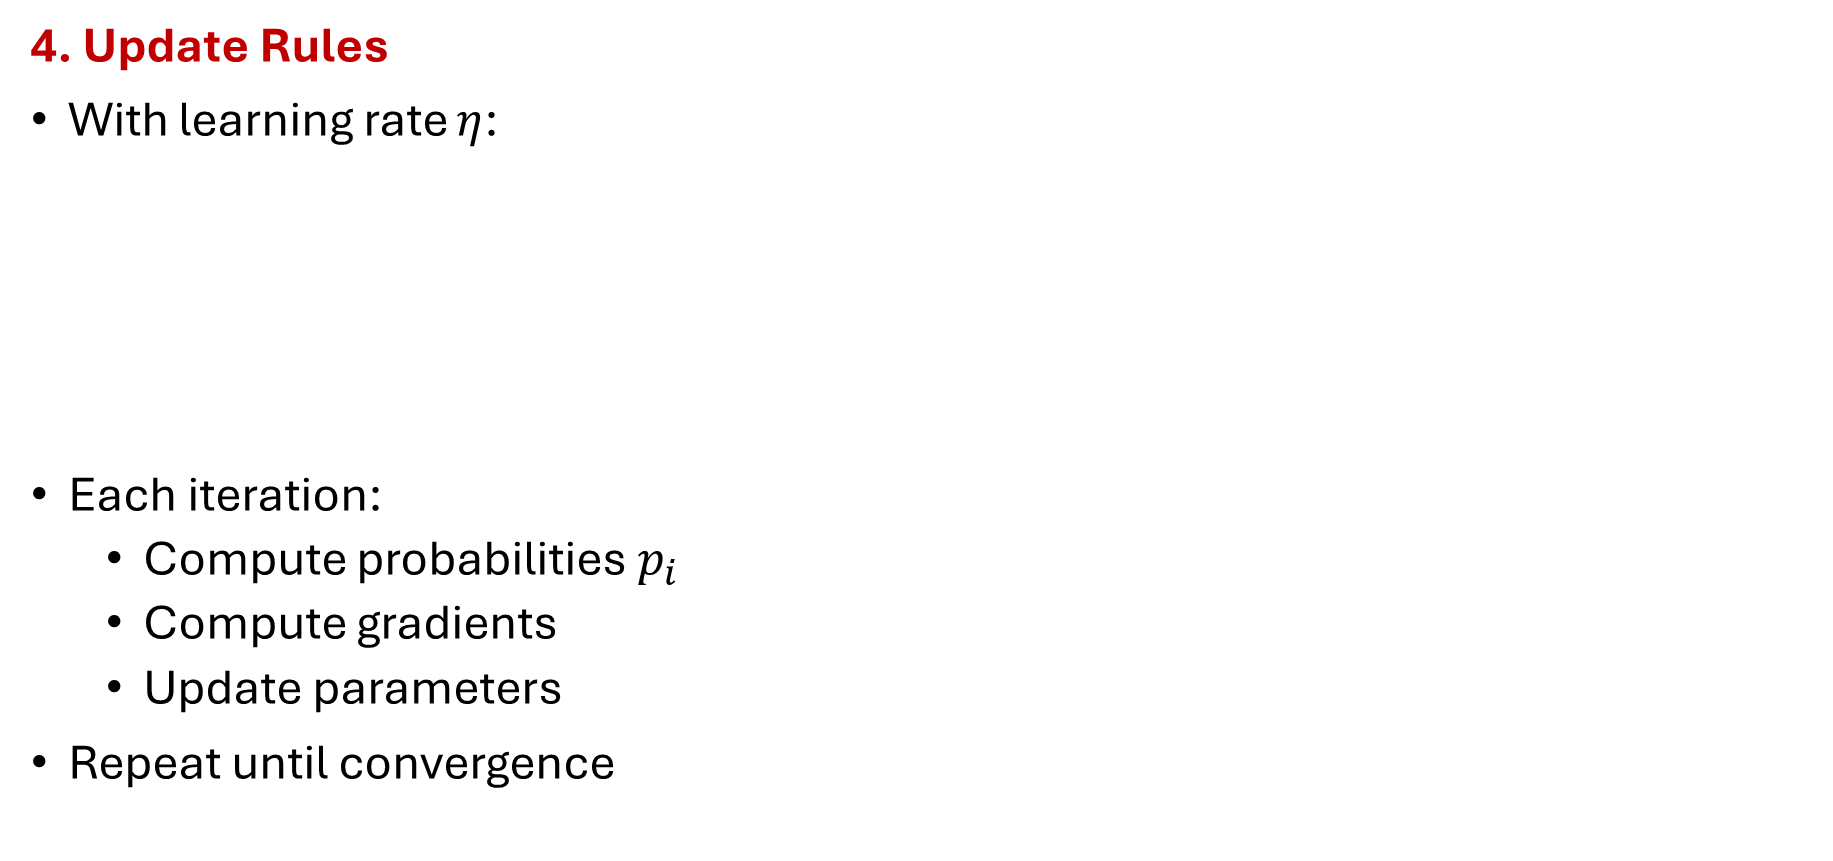 4. Update Rules
• With learning rate η:
• Each iteration:
• Compute probabilities pᵢ
• Compute gradients
• Update parameters
• Repeat until convergence